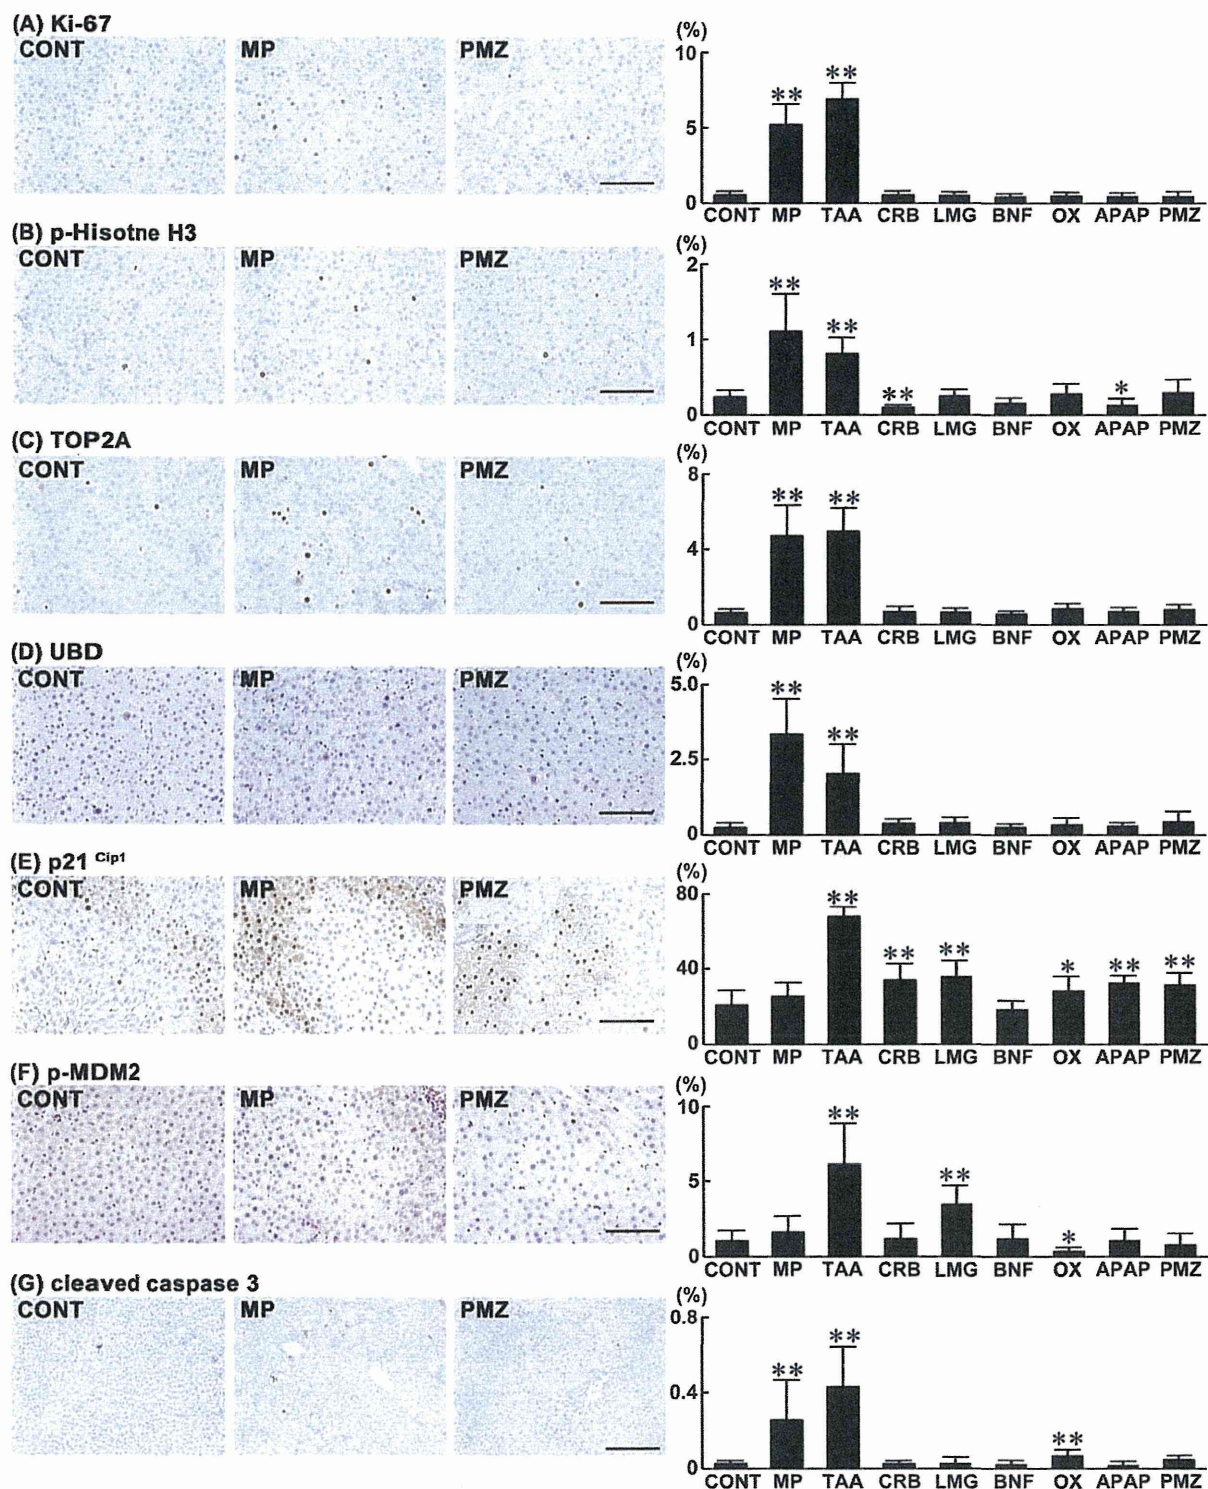 (A) Ki-67
CONT MP PMZ
(%)
10
** **
5
0
CONT MP TAA CRB LMG BNF OX APAP PMZ
(B) p-Hisotne H3
CONT MP PMZ
(%)
2
** **
1
** *
0
CONT MP TAA CRB LMG BNF OX APAP PMZ
(C) TOP2A
CONT MP PMZ
(%)
8
** **
4
0
CONT MP TAA CRB LMG BNF OX APAP PMZ
(D) UBD
CONT MP PMZ
(%)
5.0
** **
2.5
0
CONT MP TAA CRB LMG BNF OX APAP PMZ
(E) p21 Cip1
CONT MP PMZ
(%)
80
** ** ** * ** **
40
0
CONT MP TAA CRB LMG BNF OX APAP PMZ
(F) p-MDM2
CONT MP PMZ
(%)
10
** ** *
5
0
CONT MP TAA CRB LMG BNF OX APAP PMZ
(G) cleaved caspase 3
CONT MP PMZ
(%)
0.8
** ** **
0.4
0
CONT MP TAA CRB LMG BNF OX APAP PMZ